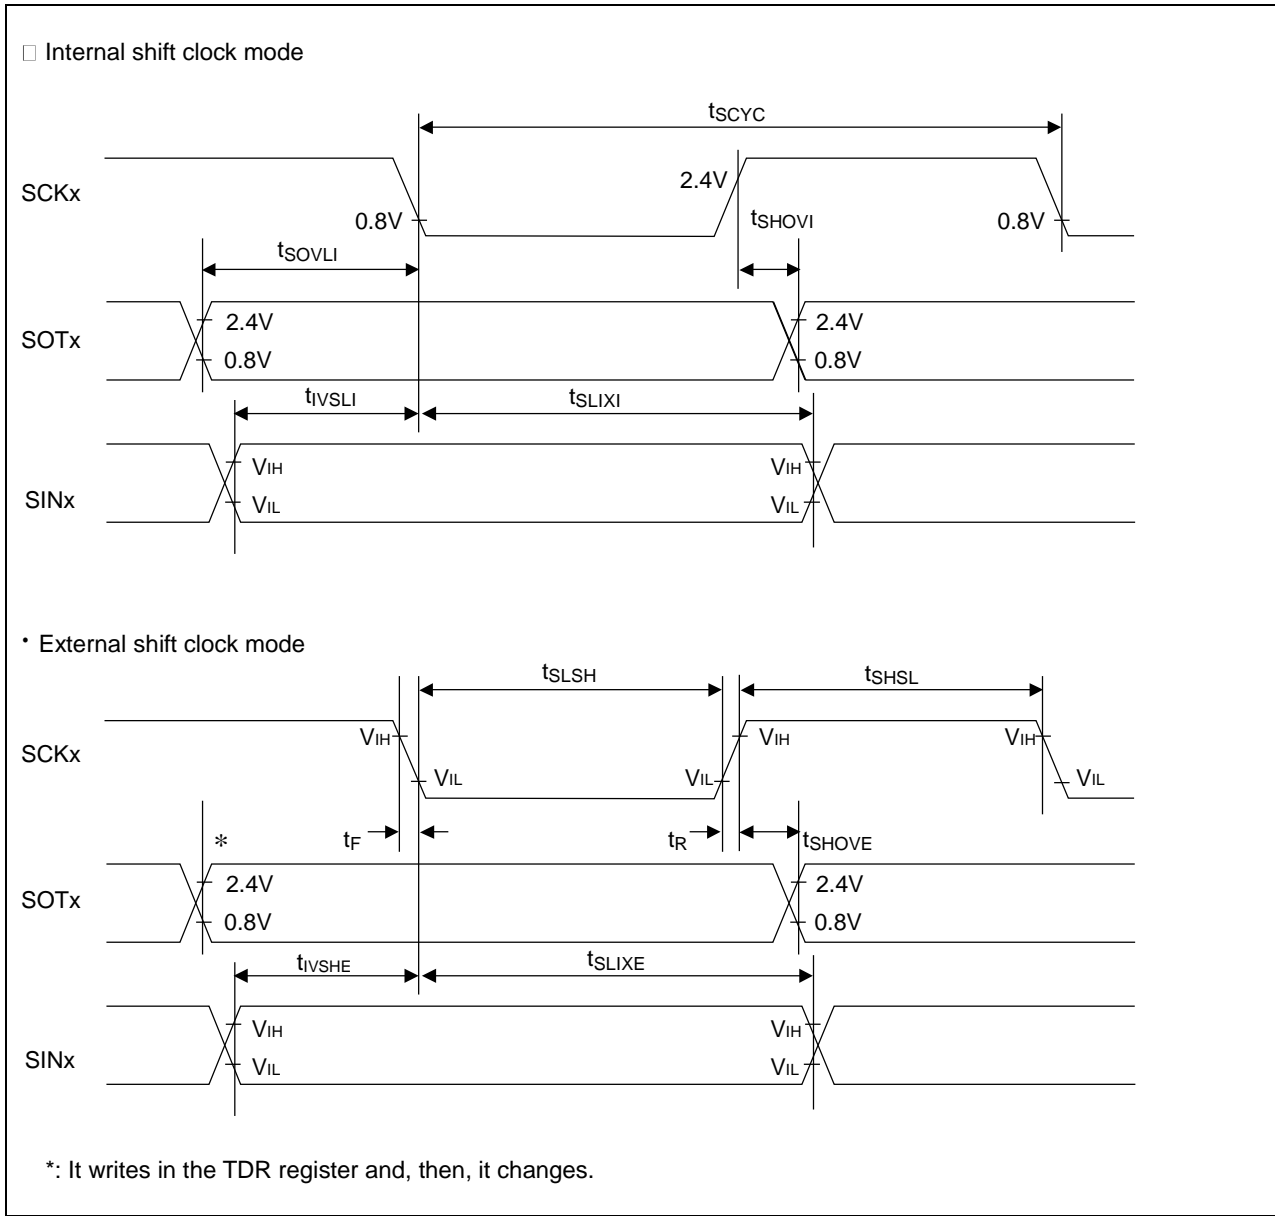 □ Internal shift clock mode
tSCYC
SCKx
2.4V
0.8V
tSHOVI
0.8V
tSOVLI
SOTx
2.4V
0.8V
2.4V
0.8V
tIVSLI
tSLIXI
SINx
VIH
VIL
VIH
VIL
• External shift clock mode
tSLSH
tSHSL
SCKx
VIH
VIL
VIL
VIH
VIH
VIL
*
tF
tR
tSHOVE
SOTx
2.4V
0.8V
2.4V
0.8V
tIVSHE
tSLIXE
SINx
VIH
VIL
VIH
VIL
*: It writes in the TDR register and, then, it changes.